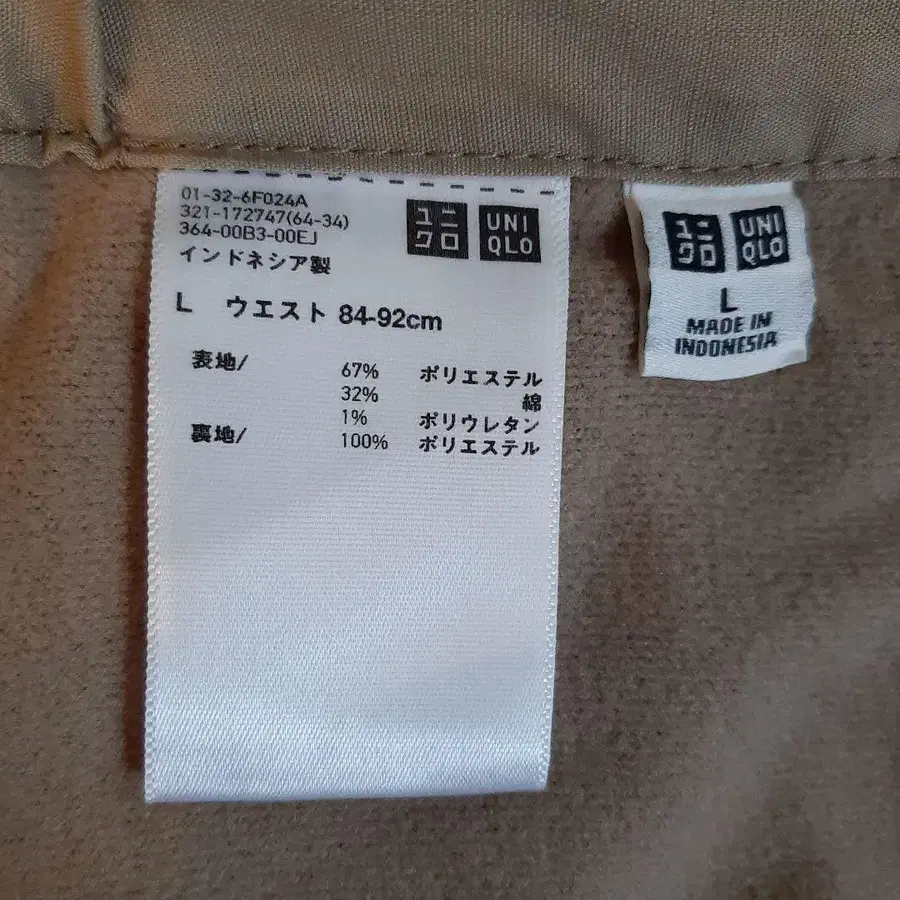 01-32-6F024A
321-172747(64-34)
364-00B3-00EJ
ユニクロ
UNIQLO
インドネシア製
L ウエスト 84-92cm
表地/ 67% ポリエステル
32% 綿
1% ポリウレタン
裏地/ 100% ポリエステル
ユニクロ
UNIQLO
L
MADE IN
INDONESIA